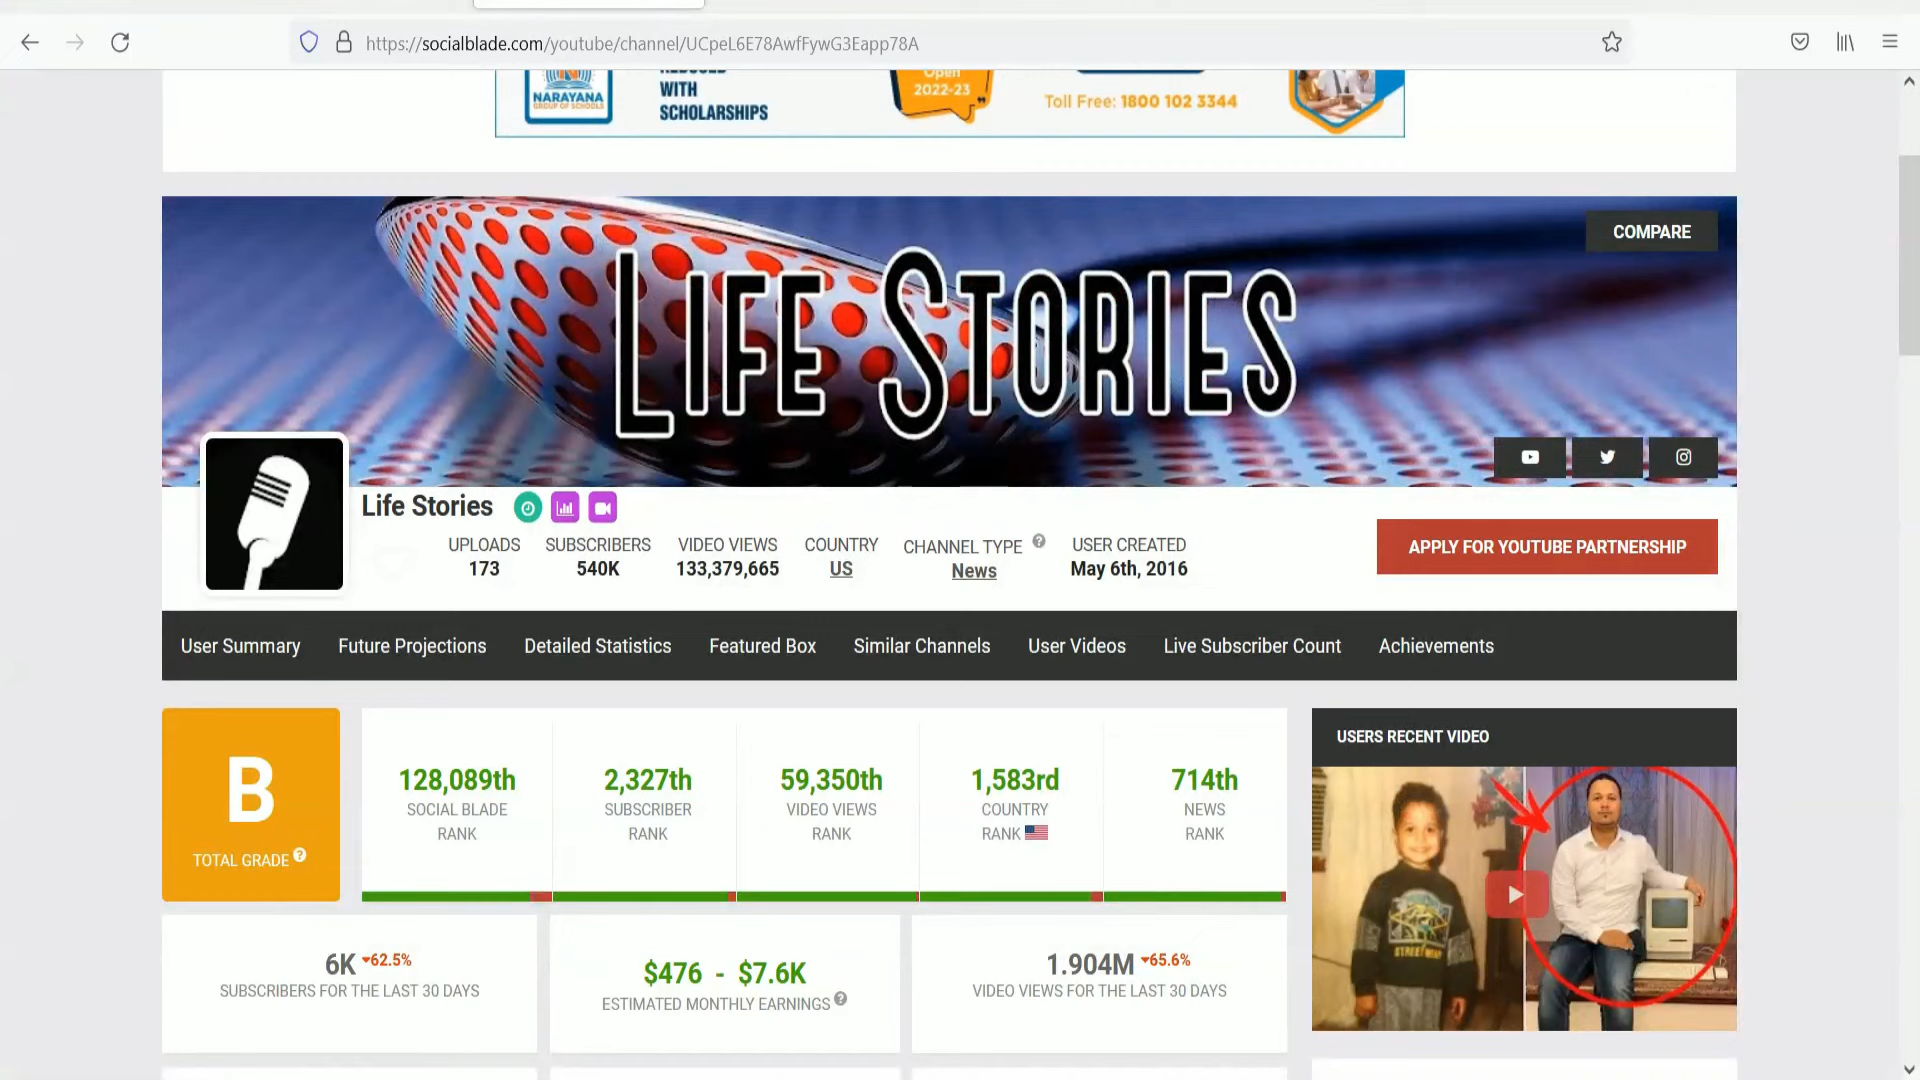 https://socialblade.com/youtube/channel/UCpeL6E78AwfFywG3Eapp78A
NARAYANA
GROUP OF SCHOOLS
WITH
SCHOLARSHIPS
Open
2022-23
Toll Free: 1800 102 3344
COMPARE
LIFE STORIES
Life Stories
UPLOADS SUBSCRIBERS VIDEO VIEWS COUNTRY CHANNEL TYPE USER CREATED
173 540K 133,379,665 US News May 6th, 2016
APPLY FOR YOUTUBE PARTNERSHIP
User Summary Future Projections Detailed Statistics Featured Box Similar Channels User Videos Live Subscriber Count Achievements
B
TOTAL GRADE
128,089th 2,327th 59,350th 1,583rd 714th
SOCIAL BLADE SUBSCRIBER VIDEO VIEWS COUNTRY NEWS
RANK RANK RANK RANK RANK
USERS RECENT VIDEO
6K 62.5%
SUBSCRIBERS FOR THE LAST 30 DAYS
$476 - $7.6K
ESTIMATED MONTHLY EARNINGS
1.904M 65.6%
VIDEO VIEWS FOR THE LAST 30 DAYS